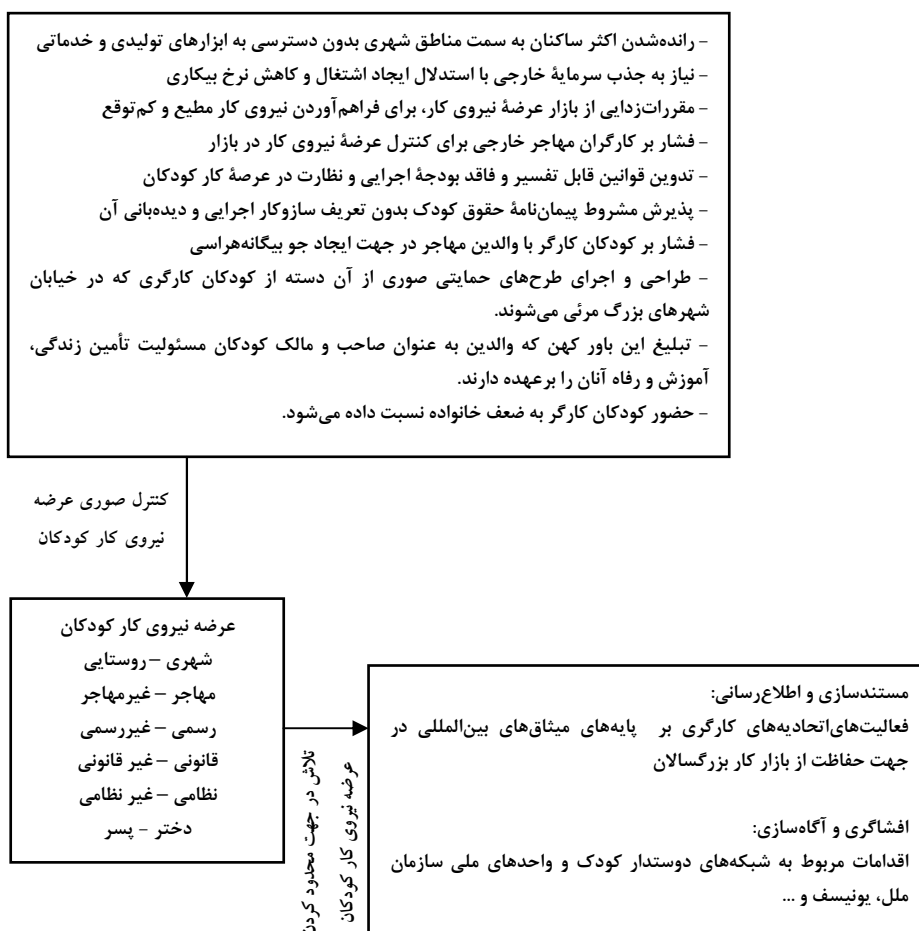 - رانده‌شدن اکثر ساکنان به سمت مناطق شهری بدون دسترسی به ابزارهای تولیدی و خدماتی
- نیاز به جذب سرمایۀ خارجی با استدلال ایجاد اشتغال و کاهش نرخ بیکاری
- مقررات‌زدایی از بازار عرضۀ نیروی کار، برای فراهم‌آوردن نیروی کار مطیع و کم‌توقع
- فشار بر کارگران مهاجر خارجی برای کنترل عرضۀ نیروی کار در بازار
- تدوین قوانین قابل تفسیر و فاقد بودجۀ اجرایی و نظارت در عرصۀ کار کودکان
- پذیرش مشروط پیمان‌نامۀ حقوق کودک بدون تعریف سازوکار اجرایی و دیده‌بانی آن
- فشار بر کودکان کارگر با والدین مهاجر در جهت ایجاد جو بیگانه‌هراسی
- طراحی و اجرای طرح‌های حمایتی صوری از آن دسته از کودکان کارگری که در خیابان
شهرهای بزرگ مرئی می‌شوند.
- تبلیغ این باور کهن که والدین به عنوان صاحب و مالک کودکان مسئولیت تأمین زندگی،
آموزش و رفاه آنان را برعهده دارند.
- حضور کودکان کارگر به ضعف خانواده نسبت داده می‌شود.
کنترل صوری عرضه
نیروی کار کودکان
عرضه نیروی کار کودکان
شهری – روستایی
مهاجر – غیرمهاجر
رسمی – غیررسمی
قانونی – غیر قانونی
نظامی – غیر نظامی
دختر - پسر
تلاش در جهت محدود کردن
عرضه نیروی کار کودکان
مستندسازی و اطلاع‌رسانی:
فعالیت‌های‌اتحادیه‌های کارگری بر پایه‌های میثاق‌های بین‌المللی در
جهت حفاظت از بازار کار بزرگسالان
افشاگری و آگاه‌سازی:
اقدامات مربوط به شبکه‌های دوستدار کودک و واحدهای ملی سازمان
ملل، یونیسف و ...